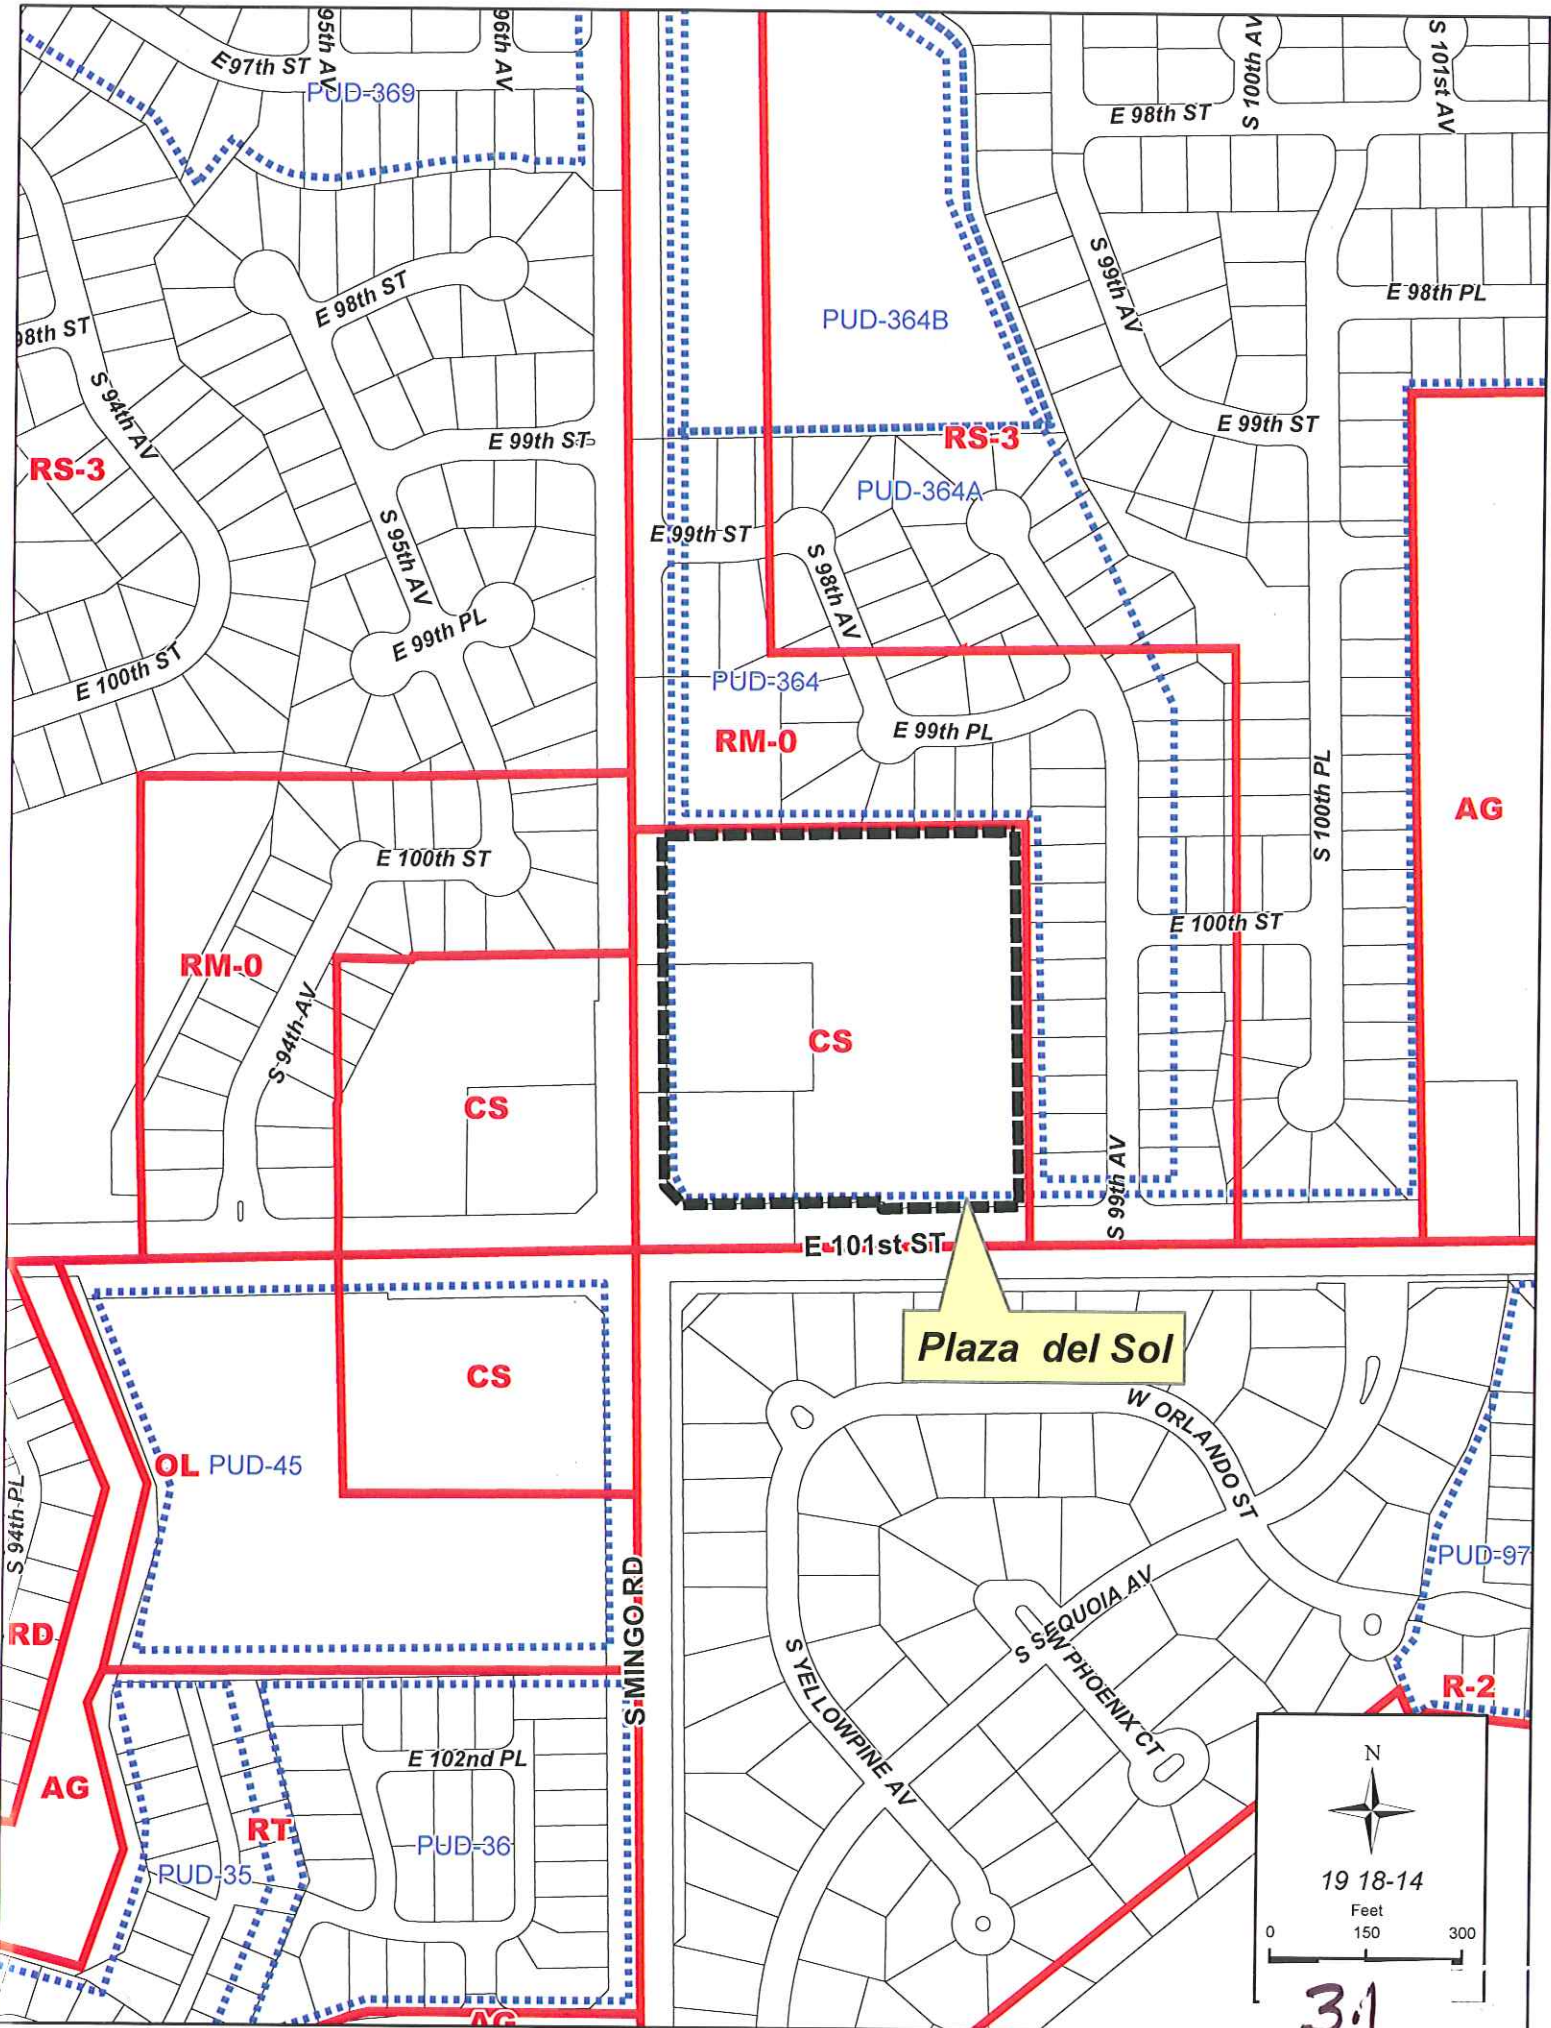 95th AV
96th AV
E 97th ST
PUD-369
S 100th AV
S 101st AV
E 98th ST
E 98th ST
98th ST
S 99th AV
E 98th PL
PUD-364B
S 94th AV
E 99th ST
E 99th ST
RS-3
RS-3
PUD-364A
E 99th ST
S 95th AV
S 98th AV
E 99th PL
E 100th ST
PUD-364
E 99th PL
RM-0
S 100th PL
AG
E 100th ST
E 100th ST
RM-0
S 94th AV
CS
CS
S 99th AV
E 101st ST
Plaza del Sol
CS
W ORLANDO ST
OL PUD-45
S 94th PL
S MINGO RD
PUD-97
S SEQUOIA AV
RD
W PHOENIX CT
S YELLOWPINE AV
R-2
E 102nd PL
AG
RT
PUD-36
PUD-35
AG
N
19 18-14
Feet
0 150 300
3.1